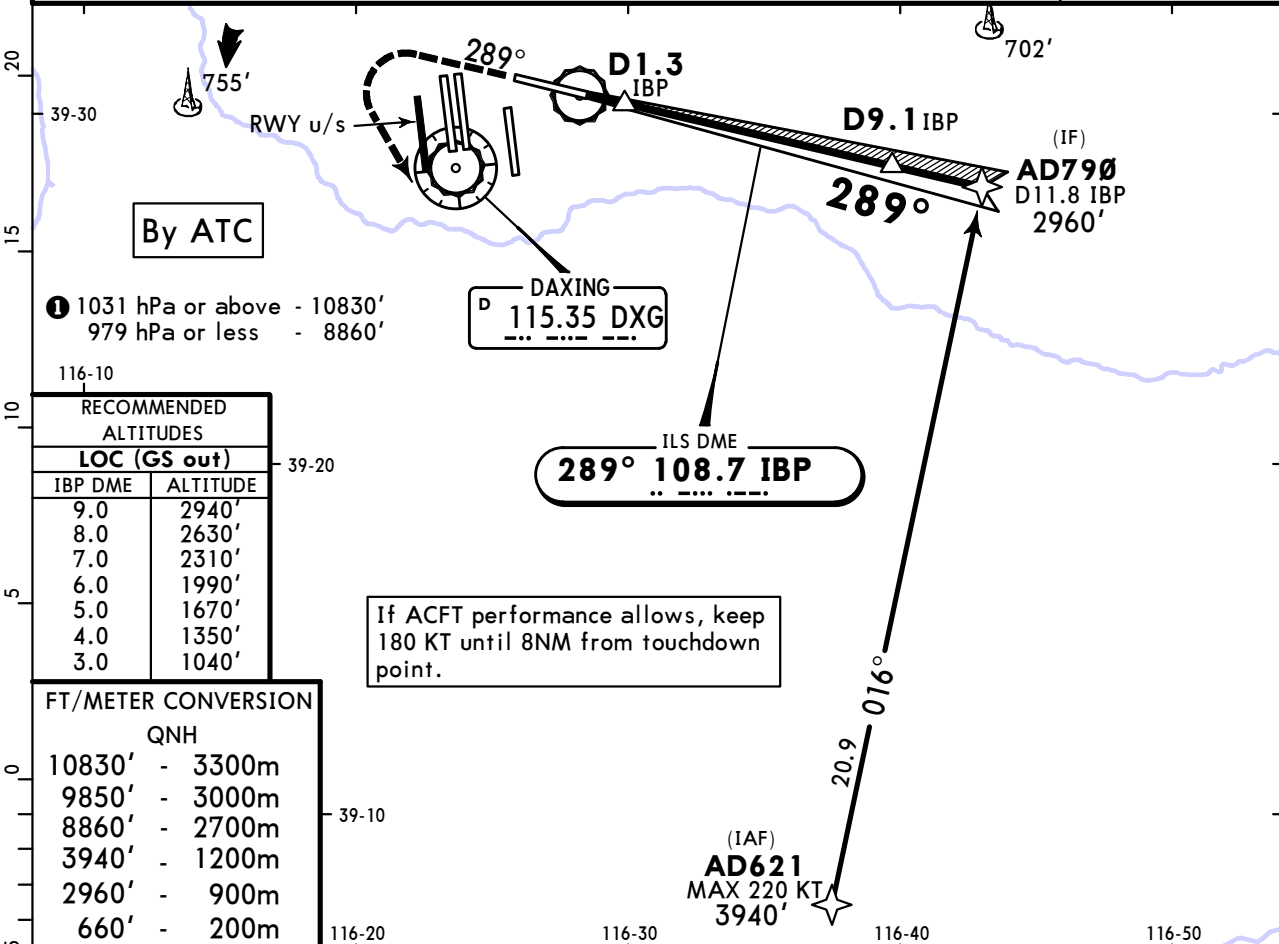 702'
20
755'
289°
D1.3
IBP
39-30
RWY u/s
D9.1 IBP
(IF)
AD790
D11.8 IBP
2960'
289°
15
By ATC
DAXING
D 115.35 DXG
1 1031 hPa or above - 10830'
979 hPa or less - 8860'
116-10
10
RECOMMENDED
ALTITUDES
LOC (GS out)
IBP DME ALTITUDE
9.0 2940'
8.0 2630'
7.0 2310'
6.0 1990'
5.0 1670'
4.0 1350'
3.0 1040'
39-20
ILS DME
289° 108.7 IBP
5
If ACFT performance allows, keep
180 KT until 8NM from touchdown
point.
016°
20.9
FT/METER CONVERSION
QNH
10830' - 3300m
9850' - 3000m
8860' - 2700m
3940' - 1200m
2960' - 900m
660' - 200m
0
39-10
(IAF)
AD621
MAX 220 KT
3940'
116-20
116-30
116-40
116-50